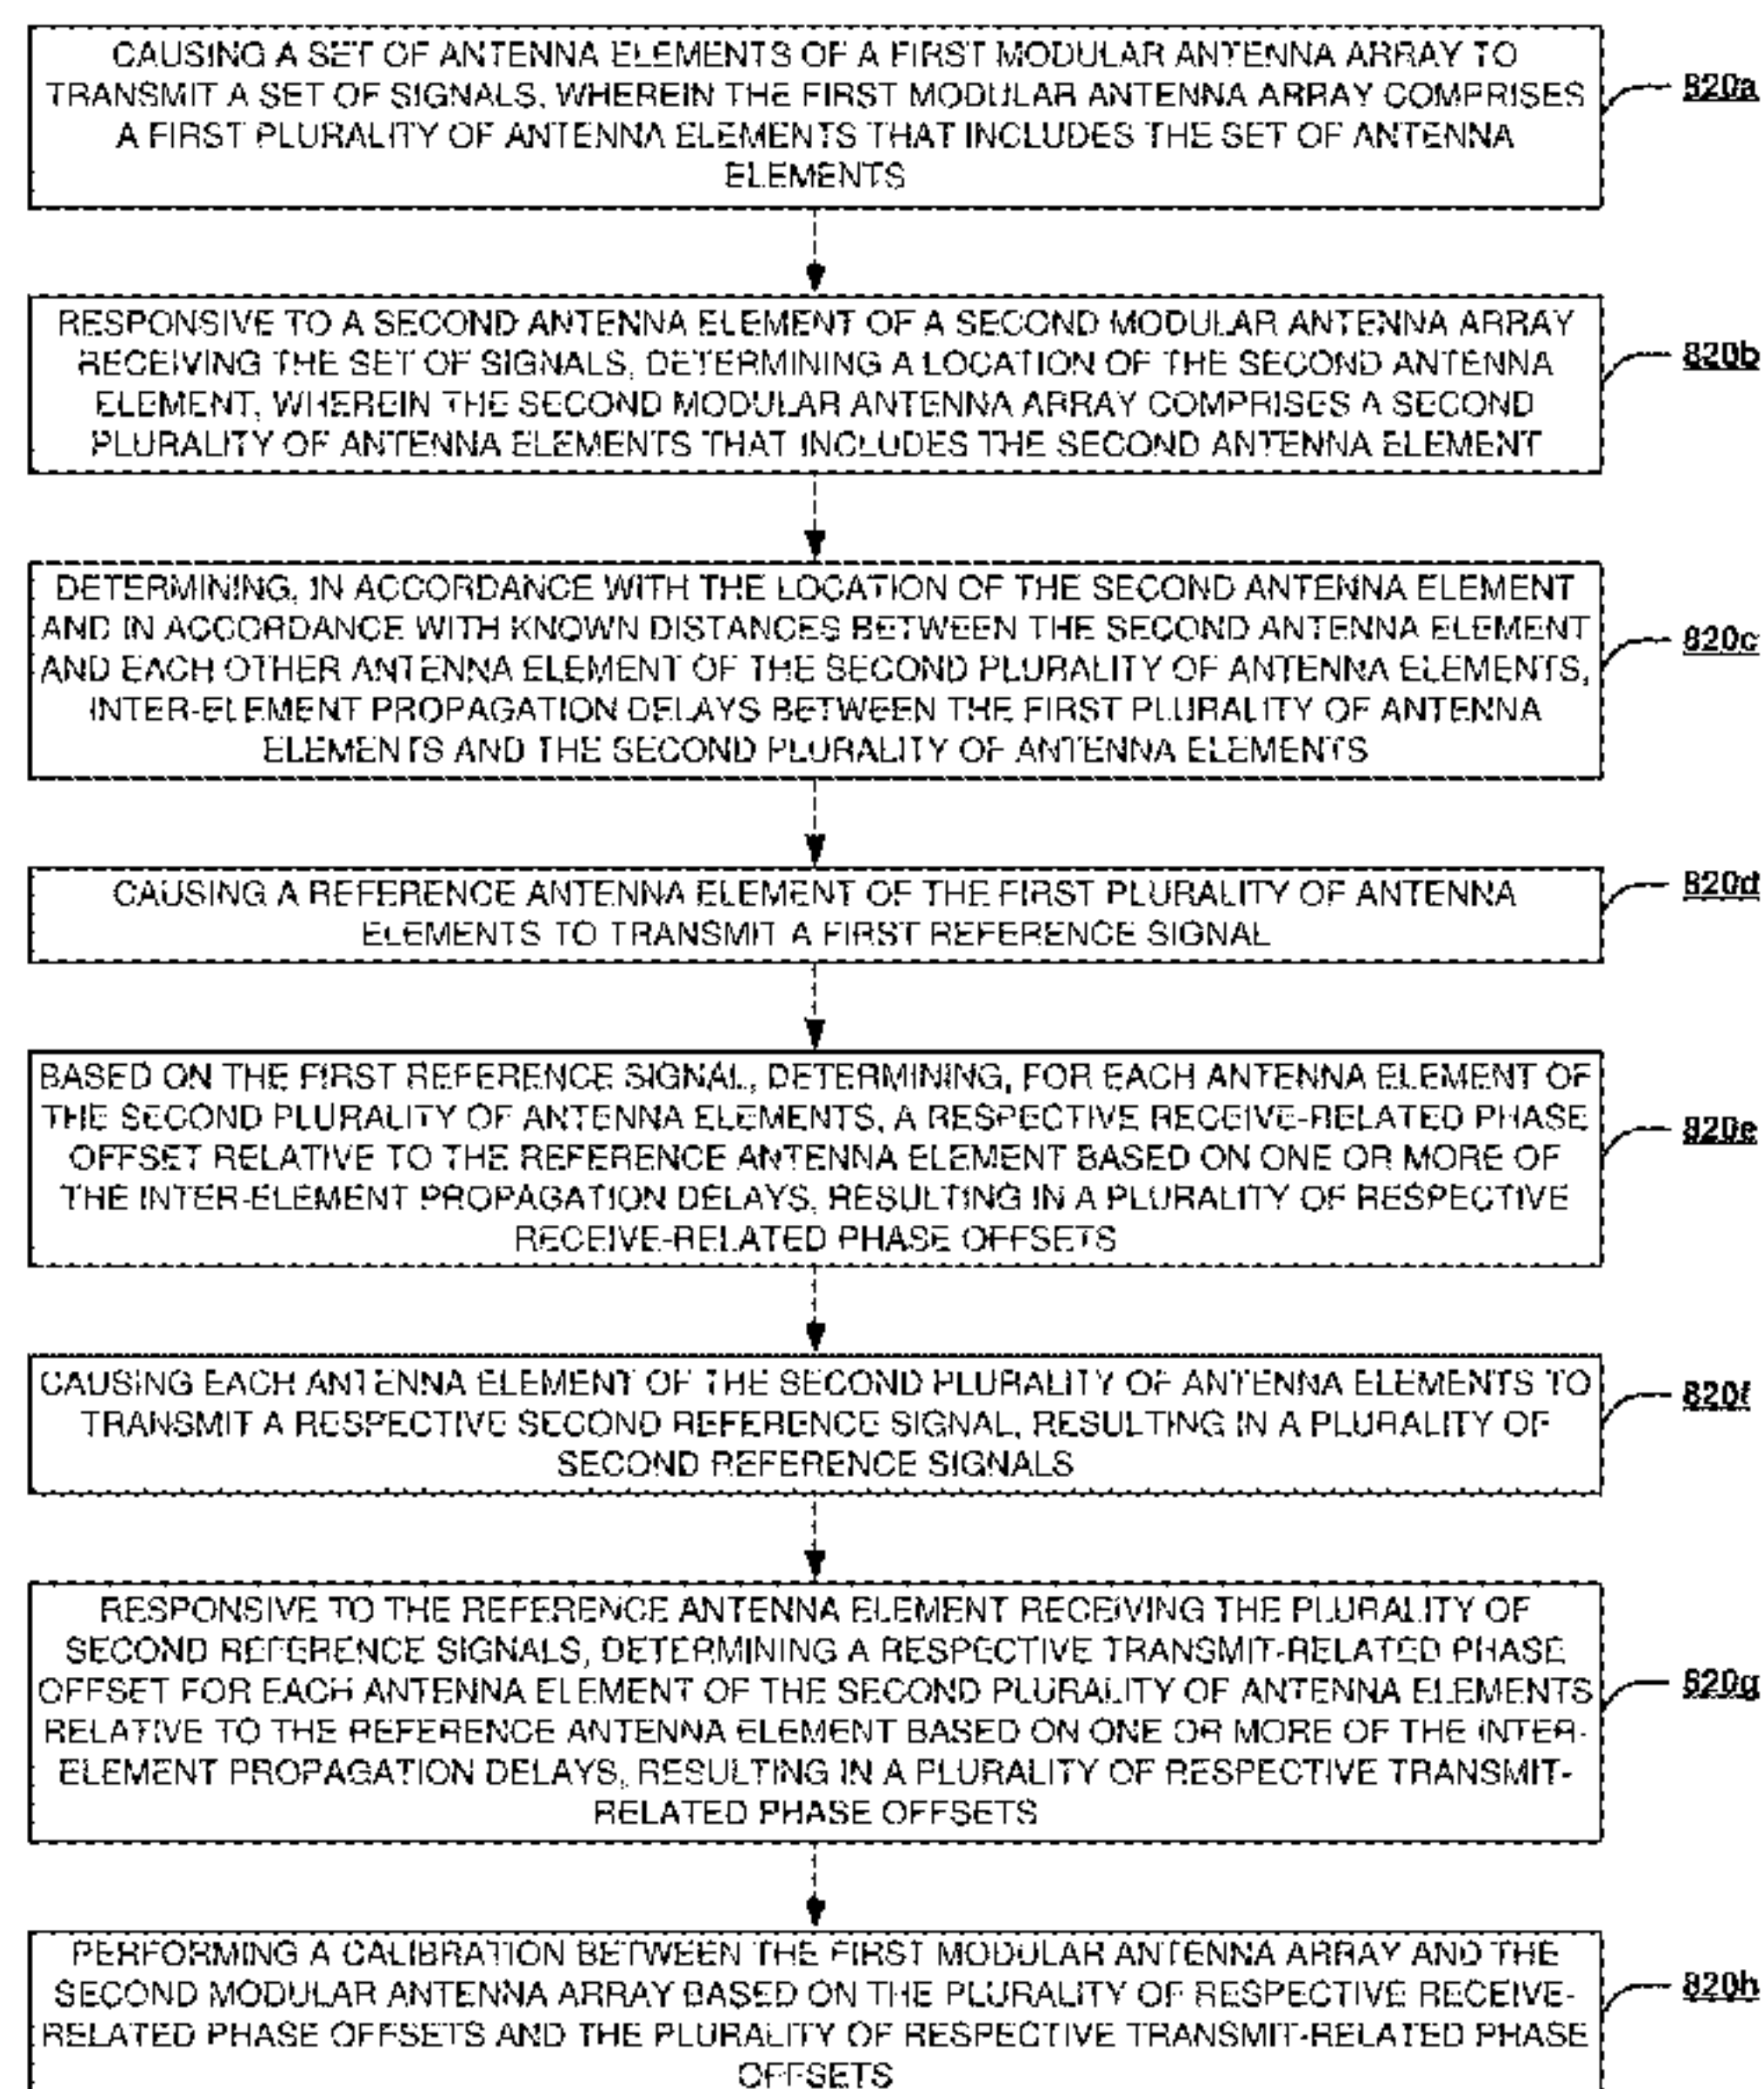 CAUSING A SET OF ANTENNA ELEMENTS OF A FIRST MODULAR ANTENNA ARRAY TO
TRANSMIT A SET OF SIGNALS, WHEREIN THE FIRST MODULAR ANTENNA ARRAY COMPRISES
A FIRST PLURALITY OF ANTENNA ELEMENTS THAT INCLUDES THE SET OF ANTENNA
ELEMENTS
820a
RESPONSIVE TO A SECOND ANTENNA ELEMENT OF A SECOND MODULAR ANTENNA ARRAY
RECEIVING THE SET OF SIGNALS, DETERMINING A LOCATION OF THE SECOND ANTENNA
ELEMENT, WHEREIN THE SECOND MODULAR ANTENNA ARRAY COMPRISES A SECOND
PLURALITY OF ANTENNA ELEMENTS THAT INCLUDES THE SECOND ANTENNA ELEMENT
820b
DETERMINING, IN ACCORDANCE WITH THE LOCATION OF THE SECOND ANTENNA ELEMENT
AND IN ACCORDANCE WITH KNOWN DISTANCES BETWEEN THE SECOND ANTENNA ELEMENT
AND EACH OTHER ANTENNA ELEMENT OF THE SECOND PLURALITY OF ANTENNA ELEMENTS,
INTER-ELEMENT PROPAGATION DELAYS BETWEEN THE FIRST PLURALITY OF ANTENNA
ELEMENTS AND THE SECOND PLURALITY OF ANTENNA ELEMENTS
820c
CAUSING A REFERENCE ANTENNA ELEMENT OF THE FIRST PLURALITY OF ANTENNA
ELEMENTS TO TRANSMIT A FIRST REFERENCE SIGNAL
820d
BASED ON THE FIRST REFERENCE SIGNAL, DETERMINING, FOR EACH ANTENNA ELEMENT OF
THE SECOND PLURALITY OF ANTENNA ELEMENTS, A RESPECTIVE RECEIVE-RELATED PHASE
OFFSET RELATIVE TO THE REFERENCE ANTENNA ELEMENT BASED ON ONE OR MORE OF
THE INTER-ELEMENT PROPAGATION DELAYS, RESULTING IN A PLURALITY OF RESPECTIVE
RECEIVE-RELATED PHASE OFFSETS
820e
CAUSING EACH ANTENNA ELEMENT OF THE SECOND PLURALITY OF ANTENNA ELEMENTS TO
TRANSMIT A RESPECTIVE SECOND REFERENCE SIGNAL, RESULTING IN A PLURALITY OF
SECOND REFERENCE SIGNALS
820f
RESPONSIVE TO THE REFERENCE ANTENNA ELEMENT RECEIVING THE PLURALITY OF
SECOND REFERENCE SIGNALS, DETERMINING A RESPECTIVE TRANSMIT-RELATED PHASE
OFFSET FOR EACH ANTENNA ELEMENT OF THE SECOND PLURALITY OF ANTENNA ELEMENTS
RELATIVE TO THE REFERENCE ANTENNA ELEMENT BASED ON ONE OR MORE OF THE INTER-
ELEMENT PROPAGATION DELAYS, RESULTING IN A PLURALITY OF RESPECTIVE TRANSMIT-
RELATED PHASE OFFSETS
820g
PERFORMING A CALIBRATION BETWEEN THE FIRST MODULAR ANTENNA ARRAY AND THE
SECOND MODULAR ANTENNA ARRAY BASED ON THE PLURALITY OF RESPECTIVE RECEIVE-
RELATED PHASE OFFSETS AND THE PLURALITY OF RESPECTIVE TRANSMIT-RELATED PHASE
OFFSETS
820h